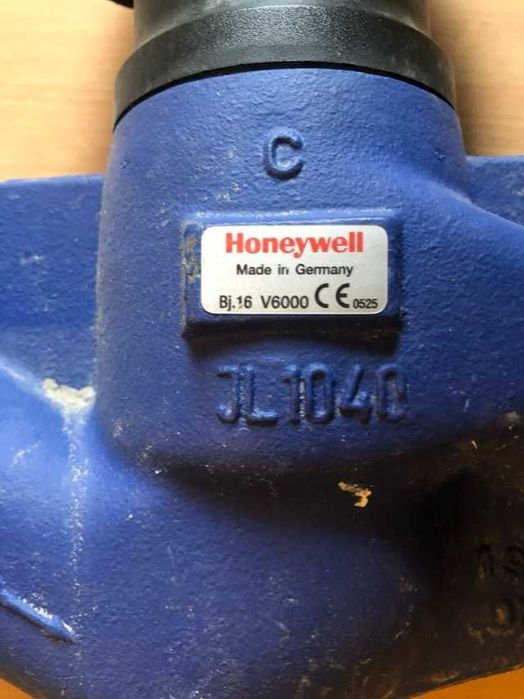 C
Honeywell
Made in Germany
Bj.16 V6000 CE 0525
JL1040